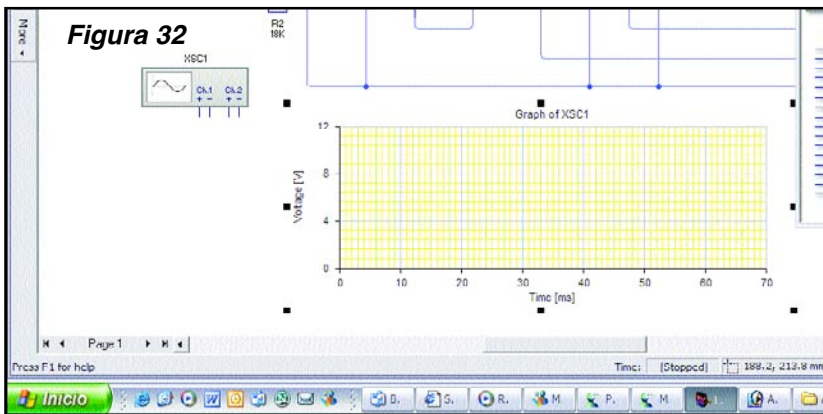 More
Figura 32
R2
18K
XSC1
Ch.1 Ch.2
+ - + -
Graph of XSC1
12
8
4
0
Voltage [V]
0 10 20 30 40 50 60 70
Time [ms]
Page 1
Press F1 for help
Time: [Stopped] 188.2, 213.8 mm
Inicio
S. R. M P. M A.